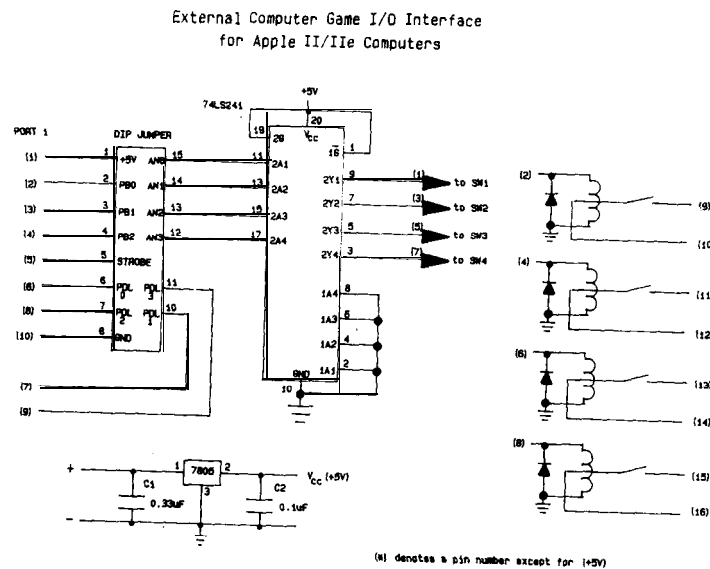 External Computer Game I/O Interface
for Apple II/IIe Computers
+5V
74LS241
20
19
2G
VCC
1G
1
PORT 1
DIP JUMPER
(1)
1
+5V
AN0
15
11
2A1
2Y1
9
(1)
to SW1
(2)
2
PB0
AN1
14
13
2A2
2Y2
7
(3)
to SW2
(3)
3
PB1
AN2
13
15
2A3
2Y3
5
(5)
to SW3
(4)
4
PB2
AN3
12
17
2A4
2Y4
3
(7)
to SW4
(5)
5
STROBE
(6)
6
PDL
0
PDL
3
11
1A4
8
(8)
7
PDL
2
PDL
1
10
1A3
6
(10)
8
GND
1A2
4
1A1
2
GND
10
(7)
(9)
(2)
(9)
(10
(4)
(11
(12
(6)
(13)
(14)
(8)
(15)
(16)
+
1
7805
2
VCC (+5V)
3
C1
0.33uF
C2
0.1uF
-
(#) denotes a pin number except for (+5V)